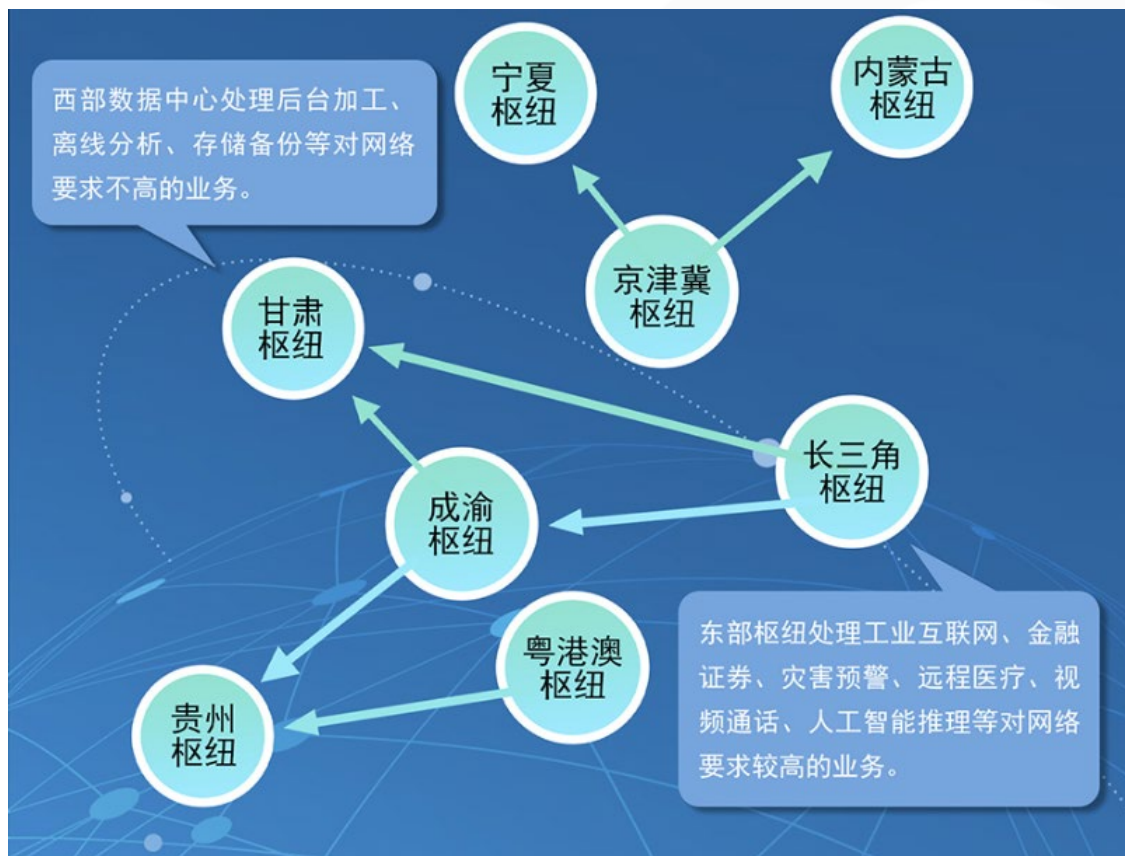 宁夏
枢纽
内蒙古
枢纽
西部数据中心处理后台加工、
离线分析、存储备份等对网络
要求不高的业务。
京津冀
枢纽
甘肃
枢纽
长三角
枢纽
成渝
枢纽
粤港澳
枢纽
东部枢纽处理工业互联网、金融
证券、灾害预警、远程医疗、视
频通话、人工智能推理等对网络
要求较高的业务。
贵州
枢纽